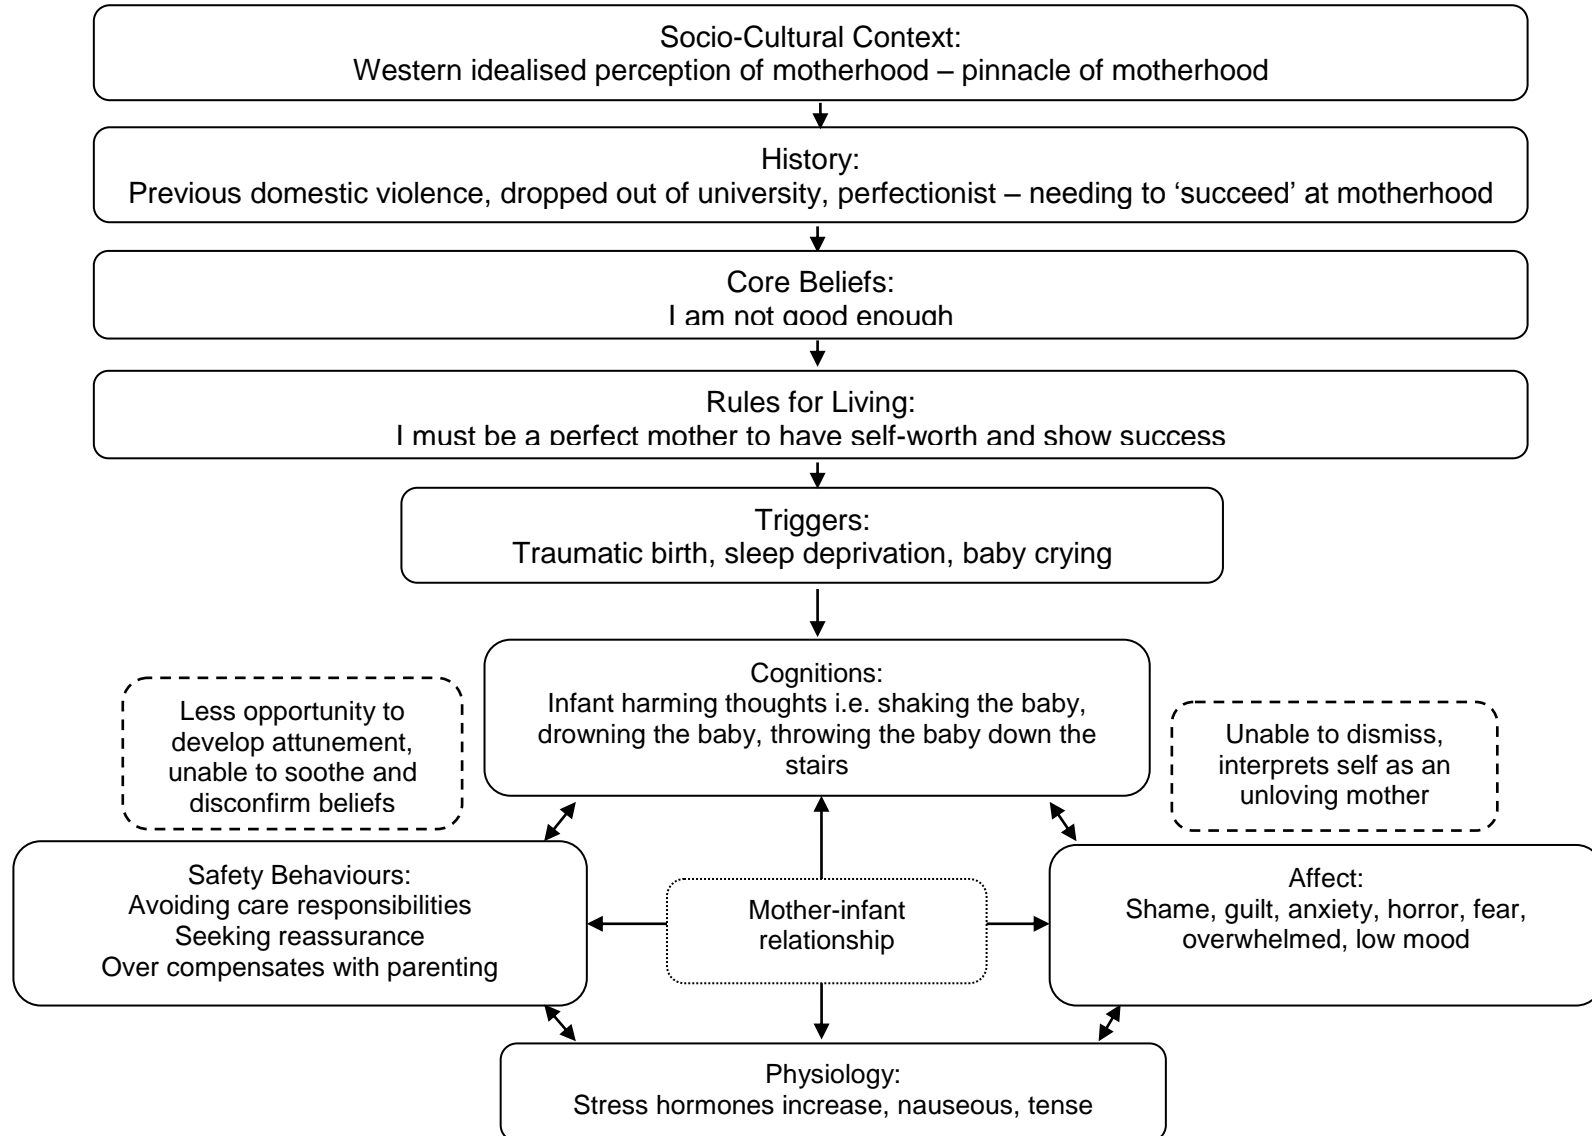 Socio-Cultural Context:
Western idealised perception of motherhood – pinnacle of motherhood
History:
Previous domestic violence, dropped out of university, perfectionist – needing to ‘succeed’ at motherhood
Core Beliefs:
I am not good enough
Rules for Living:
I must be a perfect mother to have self-worth and show success
Triggers:
Traumatic birth, sleep deprivation, baby crying
Cognitions:
Infant harming thoughts i.e. shaking the baby,
drowning the baby, throwing the baby down the
stairs
Less opportunity to
develop attunement,
unable to soothe and
disconfirm beliefs
Unable to dismiss,
interprets self as an
unloving mother
Safety Behaviours:
Avoiding care responsibilities
Seeking reassurance
Over compensates with parenting
Mother-infant
relationship
Affect:
Shame, guilt, anxiety, horror, fear,
overwhelmed, low mood
Physiology:
Stress hormones increase, nauseous, tense